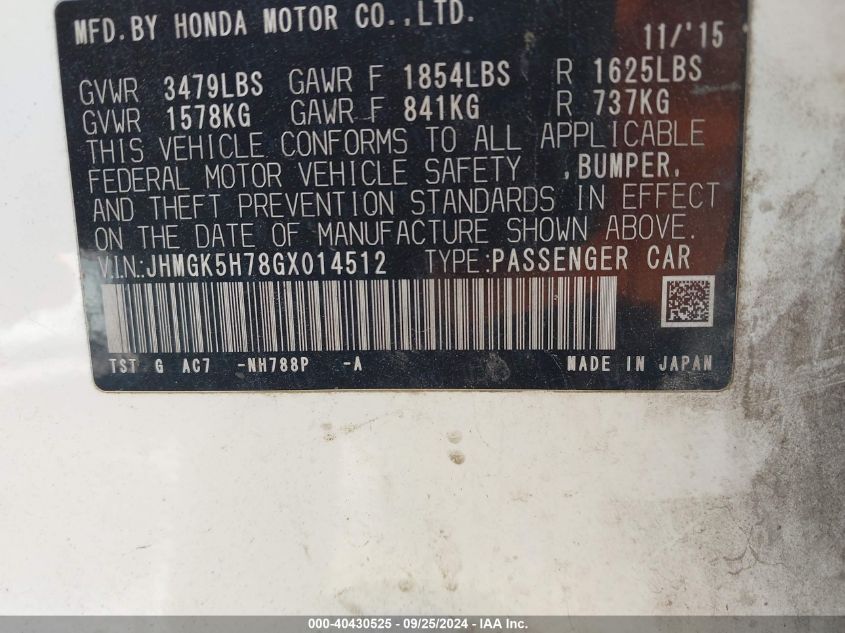 MFD.BY HONDA MOTOR CO.,LTD. 11/'15
GVWR 3479LBS GAWR F 1854LBS R 1625LBS
GVWR 1578KG GAWR F 841KG R 737KG
THIS VEHICLE CONFORMS TO ALL APPLICABLE
FEDERAL MOTOR VEHICLE SAFETY ,BUMPER,
AND THEFT PREVENTION STANDARDS IN EFFECT
ON THE DATE OF MANUFACTURE SHOWN ABOVE.
V.I.N:JHMGK5H78GX014512 TYPE:PASSENGER CAR
TST G AC7 -NH788P -A MADE IN JAPAN
000-40430525 - 09/25/2024 - IAA Inc.